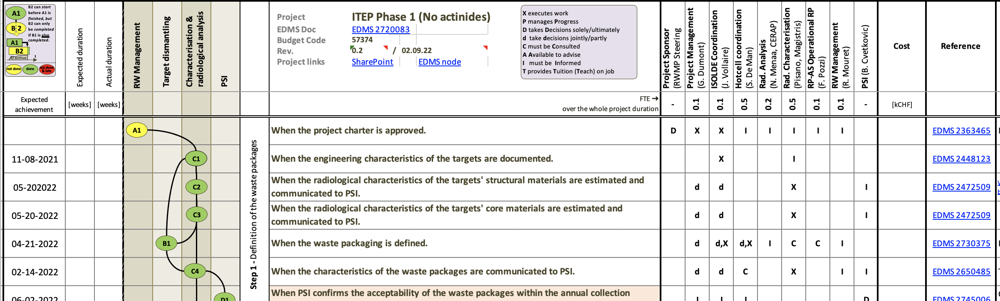 A1
B 2
B2 can start
before A1 is
finished, but
B2 can only
be completed
if B1 is also
completed.
A1
B2
B2 workload
t
not done
done
not done
& late
Expected duration
Actual duration
RW Management
Target dismantling
Characterisation &
radiological analysis
PSI
Project ITEP Phase 1 (No actinides)
EDMS Doc EDMS 2720083
Budget Code 57374
Rev. 0.2 / 02.09.22
Project links SharePoint EDMS node
X executes work
P manages Progress
D takes Decisions solely/ultimately
d take decisions jointly/partly
C must be Consulted
A Available to advise
I must be Informed
T provides Tuition (Teach) on job
Project Sponsor
(RWMP Steering
Project Management
(G. Dumont)
ISOLDE Coordination
(J. Vollaire)
Hotcell coordination
(S. De Man)
Rad. Analysis
(N. Menaa, CERAP)
Rad. Characterisation
(Pisano, Magistris)
RP-AS Operational RP
(F. Pozzi)
RW Management
(R. Mouret)
PSI (B. Cvetkovic)
Cost
Reference
Expected
achievement
[weeks] [weeks]
FTE ➔
over the whole project duration
- 0.1 0.1 0.5 0.2 0.5 0.1 0.1 - [kCHF]
Step 1 - Definition of the waste packages
A1 When the project charter is approved. D X X I I I I I EDMS 2363465
11-08-2021 C1 When the engineering characteristics of the targets are documented. X I EDMS 2448123
05-202022 C2 When the radiological characteristics of the targets' structural materials are estimated and
communicated to PSI. d d X I EDMS 2472509
05-20-2022 C3 When the radiological characteristics of the targets' core materials are estimated and
communicated to PSI. d d X I EDMS 2472509
04-21-2022 B1 When the waste packaging is defined. d d,X d,X I C C I EDMS 2730375
02-14-2022 C4 When the characteristics of the waste packages are communicated to PSI. d d C X I I EDMS 2650485
06-02-2022 D1 When PSI confirms the acceptability of the waste packages within the annual collection
I I I D EDMS 2745006